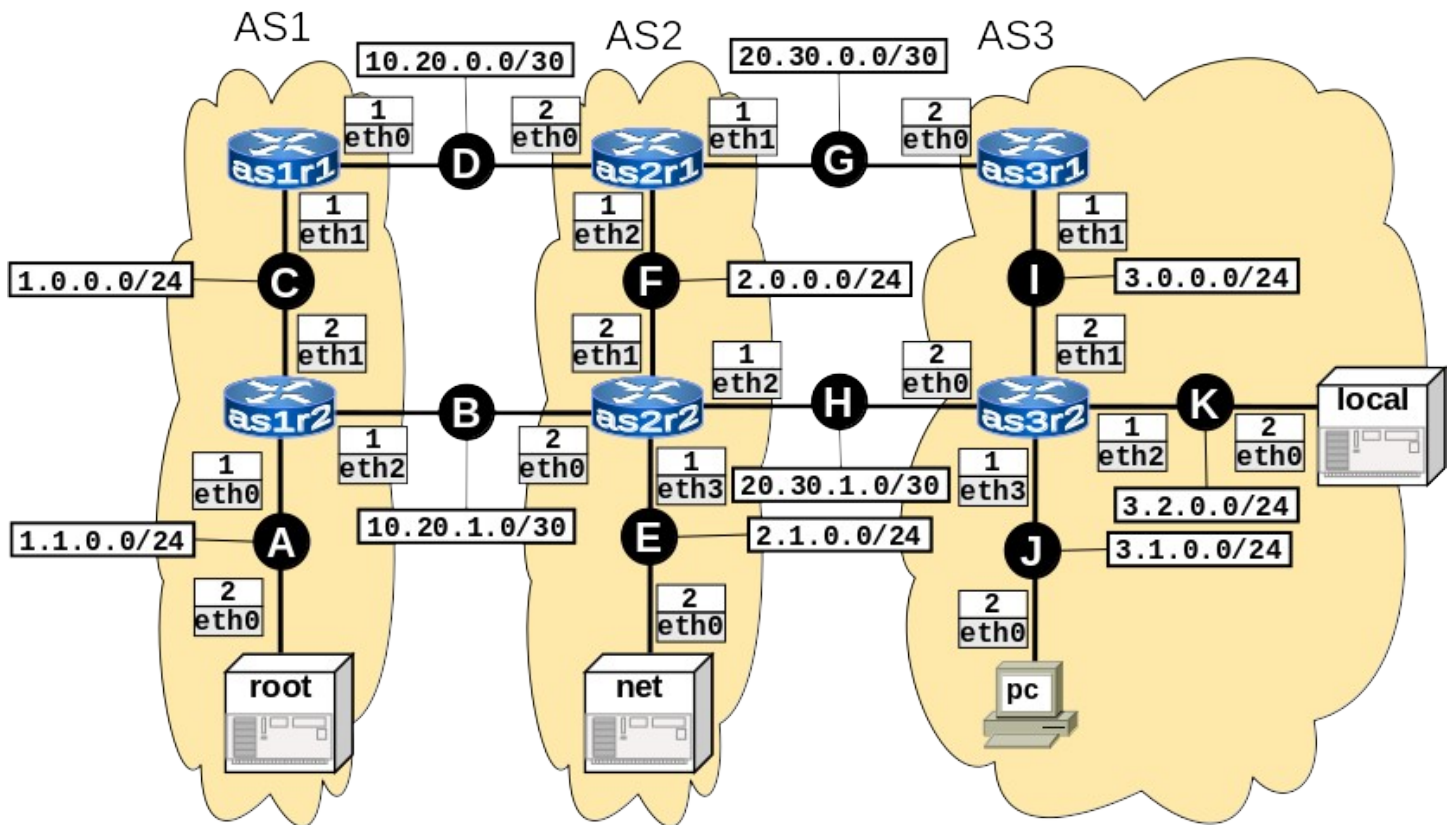 AS1
AS2
AS3
10.20.0.0/30
20.30.0.0/30
1
eth0
2
eth0
1
eth1
2
eth0
as1r1
D
as2r1
G
as3r1
1
eth1
1
eth2
1
eth1
1.0.0.0/24
C
F
2.0.0.0/24
I
3.0.0.0/24
2
eth1
2
eth1
1
eth2
2
eth0
2
eth1
as1r2
B
as2r2
H
as3r2
K
local
1
eth0
1
eth2
2
eth0
1
eth3
20.30.1.0/30
1
eth3
1
eth2
2
eth0
3.2.0.0/24
1.1.0.0/24
A
10.20.1.0/30
E
2.1.0.0/24
J
3.1.0.0/24
2
eth0
2
eth0
2
eth0
root
net
pc